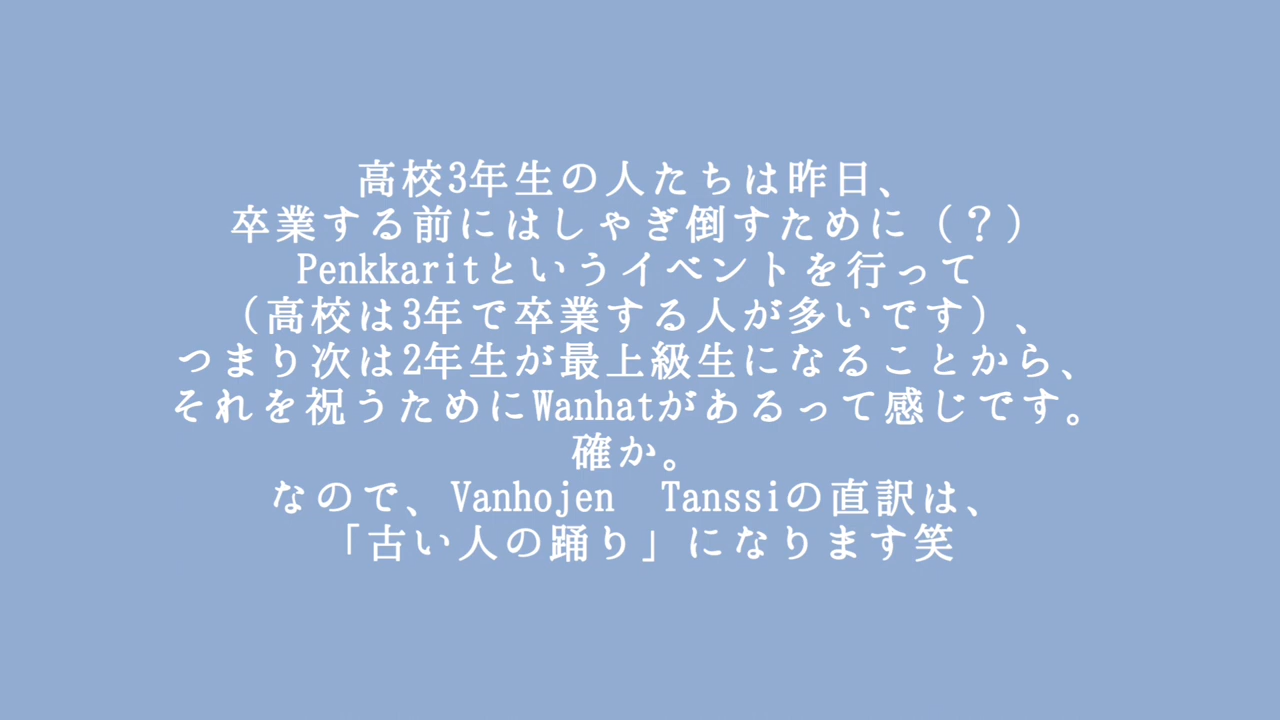 高校3年生の人たちは昨日、
卒業する前にはしゃぎ倒すために（？）
Penkkaritというイベントを行って
（高校は3年で卒業する人が多いです）、
つまり次は2年生が最上級生になることから、
それを祝うためにWanhatがあるって感じです。
確か。
なので、Vanhojen　Tanssiの直訳は、
「古い人の踊り」になります笑